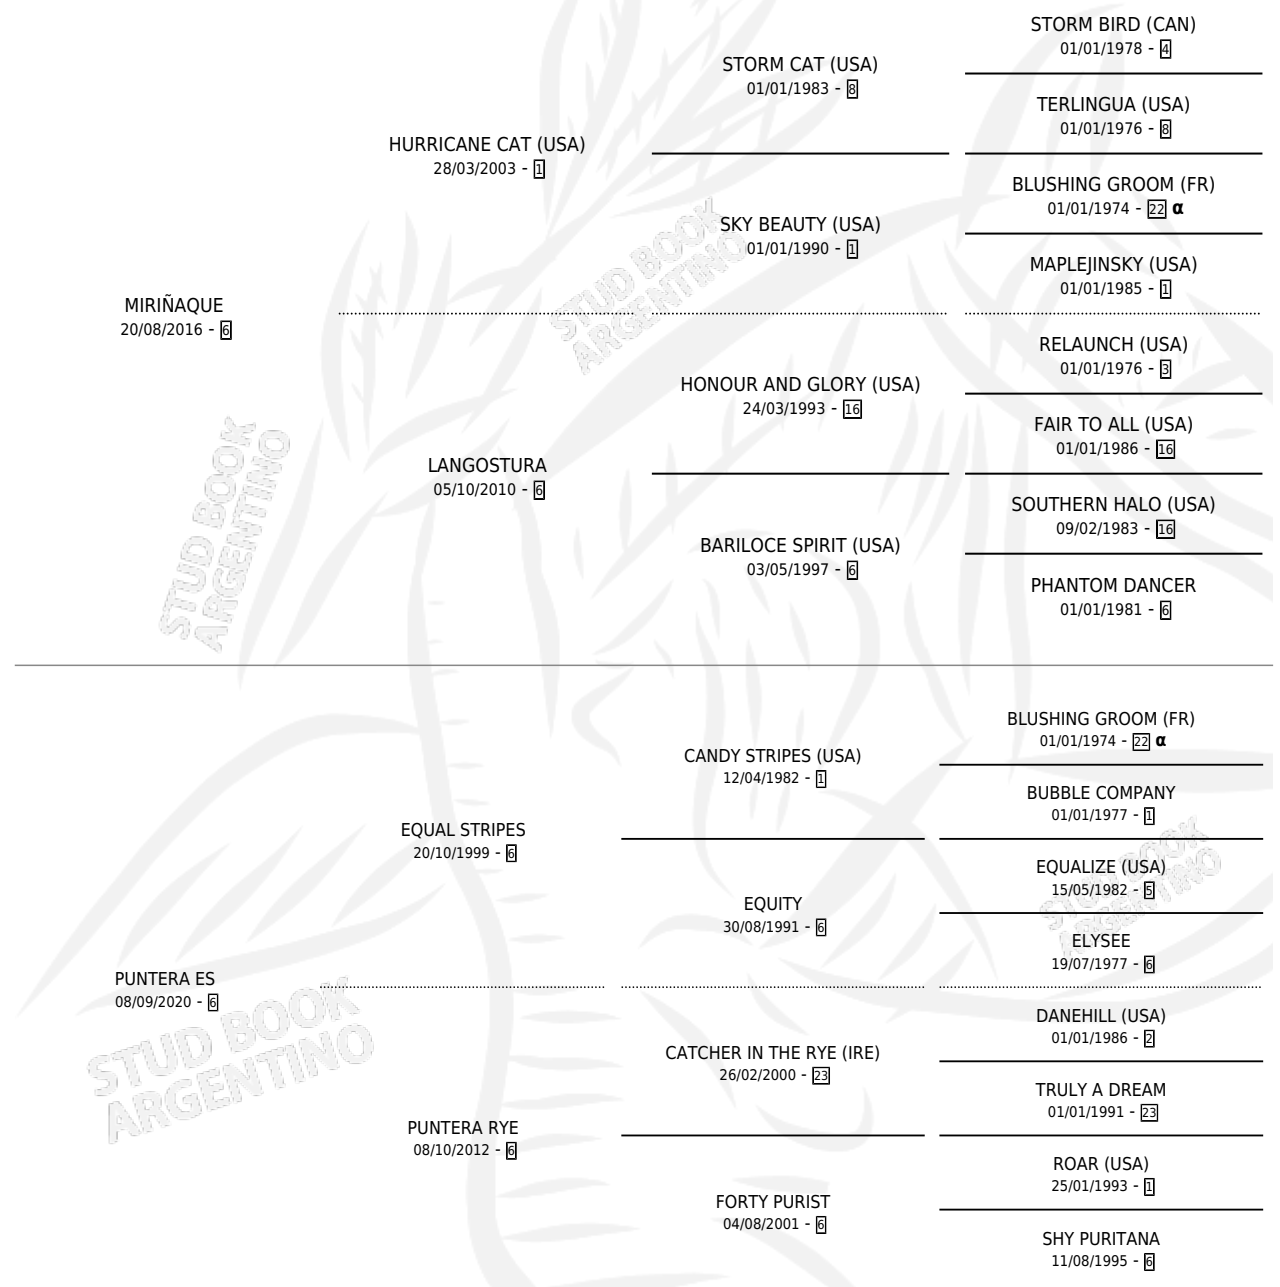 STORM BIRD (CAN)
01/01/1978 - 4
STORM CAT (USA)
01/01/1983 - 8
TERLINGUA (USA)
01/01/1976 - 8
HURRICANE CAT (USA)
28/03/2003 - 1
BLUSHING GROOM (FR)
01/01/1974 - 22 α
SKY BEAUTY (USA)
01/01/1990 - 1
MAPLEJINSKY (USA)
01/01/1985 - 1
MIRIÑAQUE
20/08/2016 - 6
RELAUNCH (USA)
01/01/1976 - 3
HONOUR AND GLORY (USA)
24/03/1993 - 16
FAIR TO ALL (USA)
01/01/1986 - 16
LANGOSTURA
05/10/2010 - 6
SOUTHERN HALO (USA)
09/02/1983 - 16
BARILOCE SPIRIT (USA)
03/05/1997 - 6
PHANTOM DANCER
01/01/1981 - 6
STUD BOOK
ARGENTINO
STUD BOOK
ARGENTINO
BLUSHING GROOM (FR)
01/01/1974 - 22 α
CANDY STRIPES (USA)
12/04/1982 - 1
BUBBLE COMPANY
01/01/1977 - 1
EQUAL STRIPES
20/10/1999 - 6
EQUALIZE (USA)
15/05/1982 - 5
EQUITY
30/08/1991 - 6
ELYSEE
19/07/1977 - 6
STUD BOOK
ARGENTINO
PUNTERA ES
08/09/2020 - 6
DANEHILL (USA)
01/01/1986 - 2
CATCHER IN THE RYE (IRE)
26/02/2000 - 23
TRULY A DREAM
01/01/1991 - 23
PUNTERA RYE
08/10/2012 - 6
ROAR (USA)
25/01/1993 - 1
FORTY PURIST
04/08/2001 - 6
SHY PURITANA
11/08/1995 - 6
STUD BOOK
ARGENTINO